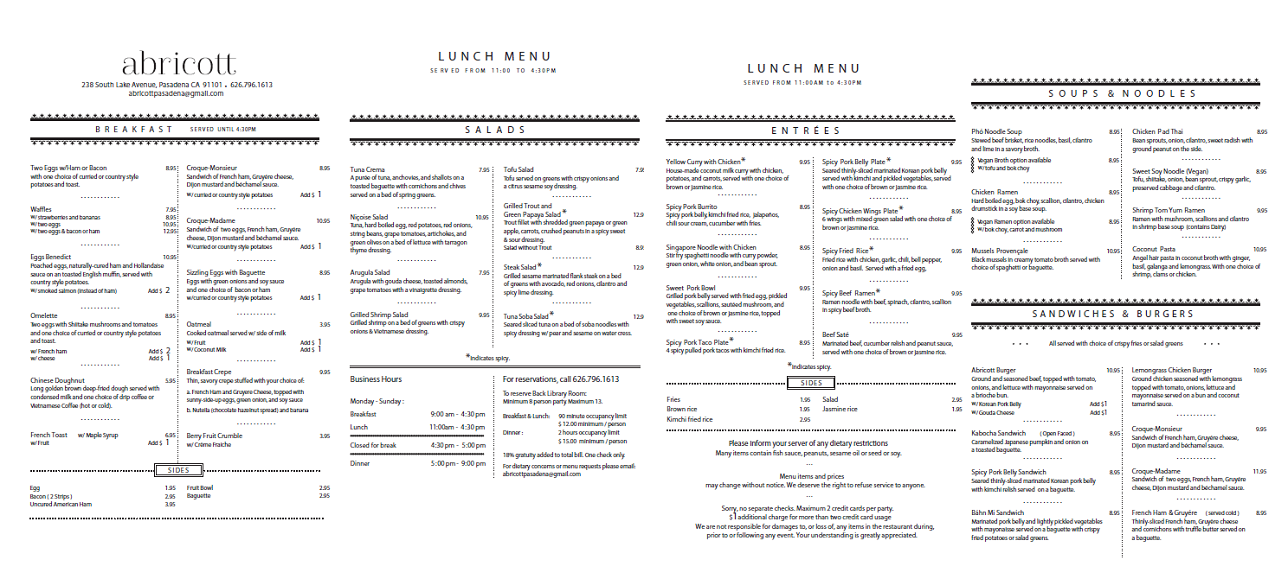 abricott
238 South Lake Avenue, Pasadena CA 91101 . 626.796.1613
abricottpasadena@gmail.com
BREAKFAST SERVED UNTIL 4:30PM
Two Eggs w/Ham or Bacon 8.95
with one choice of curried or country style
potatoes and toast.
Waffles 7.95
w/ strawberries and bananas 8.95
w/ two eggs 10.95
w/ two eggs & bacon or ham 12.95
Eggs Benedict 10.95
Poached eggs, naturally-cured ham and Hollandaise
sauce on an toasted English muffin, served with
country style potatoes.
w/ smoked salmon (instead of ham) Add $ 2
Omelette 8.95
Two eggs with Shitake mushrooms and tomatoes
and one choice of curried or country style potatoes
and toast.
w/ French ham Add $ 2
w/ cheese Add $ 1
Chinese Doughnut 5.95
Long golden brown deep-fried dough served with
condensed milk and one choice of drip coffee or
Vietnamese Coffee (hot or cold).
French Toast w/ Maple Syrup 6.95
w/ Fruit Add $ 1
Croque-Monsieur 8.95
Sandwich of French ham, Gruyère cheese,
Dijon mustard and béchamel sauce.
w/ curried or country style potatoes Add $ 1
Croque-Madame 10.95
Sandwich of two eggs, French ham, Gruyère
cheese, Dijon mustard and béchamel sauce.
w/curried or country style potatoes Add $ 1
Sizzling Eggs with Baguette 8.95
Eggs with green onions and soy sauce
and one choice of bacon or ham
w/curried or country style potatoes Add $ 1
Oatmeal 3.95
Cooked oatmeal served w/ side of milk
w/ Fruit Add $ 1
w/ Coconut Milk Add $ 1
Breakfast Crepe 9.95
Thin, savory crepe stuffed with your choice of:
a. French Ham and Gruyere Cheese, topped with
sunny-side-up eggs, green onion, and soy sauce
b. Nutella (chocolate hazelnut spread) and banana
Berry Fruit Crumble 3.95
w/ Crème Fraiche
SIDES
Egg 1.95
Bacon ( 2 Strips ) 2.95
Uncured American Ham 3.95
Fruit Bowl 2.95
Baguette 2.95
LUNCH MENU
SERVED FROM 11:00 TO 4:30PM
SALADS
Tuna Crema 7.95
A puree of tuna, anchovies, and shallots on a
toasted baguette with cornichons and chives
served on a bed of spring greens.
Niçoise Salad 10.95
Tuna, hard boiled egg, red potatoes, red onions,
string beans, grape tomatoes, artichokes, and
green olives on a bed of lettuce with tarragon
thyme dressing.
Arugula Salad 7.95
Arugula with gouda cheese, toasted almonds,
grape tomatoes with a vinaigrette dressing.
Grilled Shrimp Salad 9.95
Grilled shrimp on a bed of greens with crispy
onions & Vietnamese dressing.
Tofu Salad 7.9
Tofu served on greens with crispy onions and
a citrus sesame soy dressing.
Grilled Trout and
Green Papaya Salad* 12.9
Trout fillet with shredded green papaya or green
apple, carrots, crushed peanuts in a spicy sweet
& sour dressing.
Salad without Trout 8.9
Steak Salad* 12.9
Grilled sesame marinated flank steak on a bed
of greens with avocado, red onions, cilantro and
spicy lime dressing.
Tuna Soba Salad* 12.9
Seared sliced tuna on a bed of soba noodles with
spicy dressing w/ pear and sesame on water cross.
*Indicates spicy.
Business Hours
Monday - Sunday :
Breakfast 9:00 am - 4:30 pm
Lunch 11:00am - 4:30 pm
Closed for break 4:30 pm - 5:00 pm
Dinner 5:00 pm - 9:00 pm
For reservations, call 626.796.1613
To reserve Back Library Room:
Minimum 8 person party Maximum 13.
Breakfast & Lunch: 90 minute occupancy limit
$ 12.00 minimum / person
Dinner : 2 hours occupancy limit
$ 15.00 minimum / person
18% gratuity added to total bill. One check only.
For dietary concerns or menu requests please email:
abricottpasadena@gmail.com
LUNCH MENU
SERVED FROM 11:00AM to 4:30PM
ENTRÉES
Yellow Curry with Chicken* 9.95
House-made coconut milk curry with chicken,
potatoes, and carrots, served with one choice of
brown or jasmine rice.
Spicy Pork Burrito 8.95
Spicy pork belly, kimchi fried rice, jalapeños,
chili sour cream, cucumber with fries.
Singapore Noodle with Chicken 8.95
Stir fry spaghetti noodle with curry powder,
green onion, white onion, and bean sprout.
Sweet Pork Bowl 9.95
Grilled pork belly served with fried egg, pickled
vegetables, scallions, sautéed mushroom, and
one choice of brown or jasmine rice, topped
with sweet soy sauce.
Spicy Pork Taco Plate* 8.95
4 spicy pulled pork tacos with kimchi fried rice.
Spicy Pork Belly Plate* 9.95
Seared thinly-sliced marinated Korean pork belly
served with kimchi and pickled vegetables, served
with one choice of brown or jasmine rice.
Spicy Chicken Wings Plate* 8.95
6 wings with mixed green salad with one choice of
brown or jasmine rice.
Spicy Fried Rice* 9.95
Fried rice with chicken, garlic, chili, bell pepper,
onion and basil. Served with a fried egg,
Spicy Beef Ramen* 9.95
Ramen noodle with beef, spinach, cilantro, scallion
in spicy beef broth.
Beef Saté 9.95
Marinated beef, cucumber relish and peanut sauce,
served with one choice of brown or jasmine rice.
*Indicates spicy.
SIDES
Fries 1.95
Brown rice 1.95
Kimchi fried rice 2.95
Salad 2.95
Jasmine rice 1.95
Please inform your server of any dietary restrictions
Many items contain fish sauce, peanuts, sesame oil or seed or soy.
...
Menu items and prices
may change without notice. We deserve the right to refuse service to anyone.
...
Sorry, no separate checks. Maximum 2 credit cards per party.
$ 1 additional charge for more than two credit card usage
We are not responsible for damages to, or loss of, any items in the restaurant during,
prior to or following any event. Your understanding is greatly appreciated.
SOUPS & NOODLES
Phó Noodle Soup 8.95
Stewed beef brisket, rice noodles, basil, cilantro
and lime in a savory broth.
Vegan Broth option available 8.95
w/ tofu and bok choy
Chicken Ramen 9.95
Hard boiled egg, bok choy, scallion, cilantro, chicken
drumstick in a soy base soup.
Vegan Ramen option available 8.95
w/ bok choy, carrot and mushroom
Mussels Provençale 10.95
Black mussels in creamy tomato broth served with
choice of spaghetti or baguette.
Chicken Pad Thai 8.95
Bean sprouts, onion, cilantro, sweet radish with
ground peanut on the side.
Sweet Soy Noodle (Vegan) 9.95
Tofu, shiitake, onion, bean sprout, crispy garlic,
preserved cabbage and cilantro.
Shrimp Tom Yum Ramen 9.95
Ramen with mushroom, scallions and cilantro
in shrimp base soup (contains Dairy)
Coconut Pasta 10.95
Angel hair pasta in coconut broth with ginger,
basil, galanga and lemongrass. With one choice of
shrimp, clams or chicken.
SANDWICHES & BURGERS
All served with choice of crispy fries or salad greens
Abricott Burger 10.95
Ground and seasoned beef, topped with tomato,
onions, and lettuce with mayonnaise served on
a brioche bun.
w/ Korean Pork Belly Add $1
w/ Gouda Cheese Add $1
Kabocha Sandwich ( Open Faced ) 8.95
Caramelized Japanese pumpkin and onion on
a toasted baguette.
Spicy Pork Belly Sandwich 8.95
Seared thinly-sliced marinated Korean pork belly
with kimchi relish served on a baguette.
Bành Mì Sandwich 8.95
Marinated pork belly and lightly pickled vegetables
with mayonnaise served on a baguette with crispy
fried potatoes or salad greens.
Lemongrass Chicken Burger 10.95
Ground chicken seasoned with lemongrass
topped with tomato, onions, lettuce and
mayonnaise served on a bun and coconut
tamarind sauce.
Croque-Monsieur 9.95
Sandwich of French ham, Gruyère cheese,
Dijon mustard and béchamel sauce.
Croque-Madame 11.95
Sandwich of two eggs, French ham, Gruyère
cheese, Dijon mustard and béchamel sauce.
French Ham & Gruyère (served cold) 8.95
Thinly-sliced French ham, Gruyère cheese
and cornichons with truffle butter served on
a baguette.